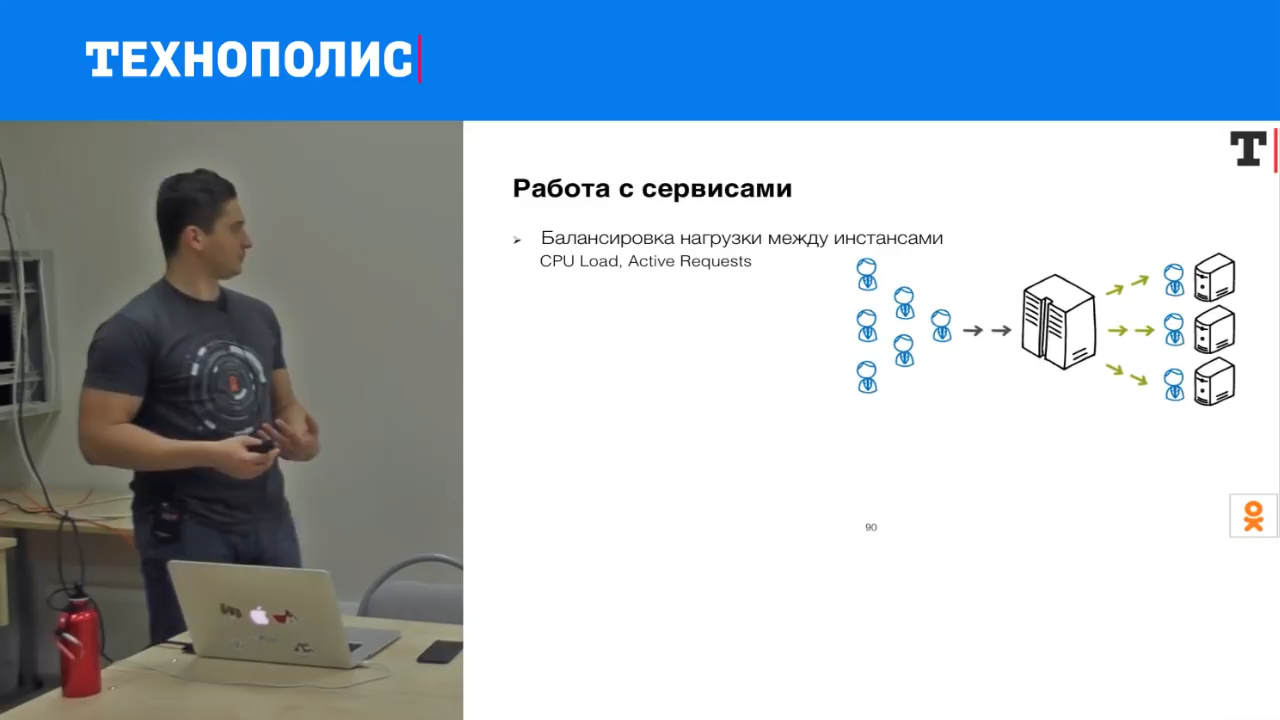 ТЕХНОПОЛИС
Т
Работа с сервисами
Балансировка нагрузки между инстансами
CPU Load, Active Requests
90